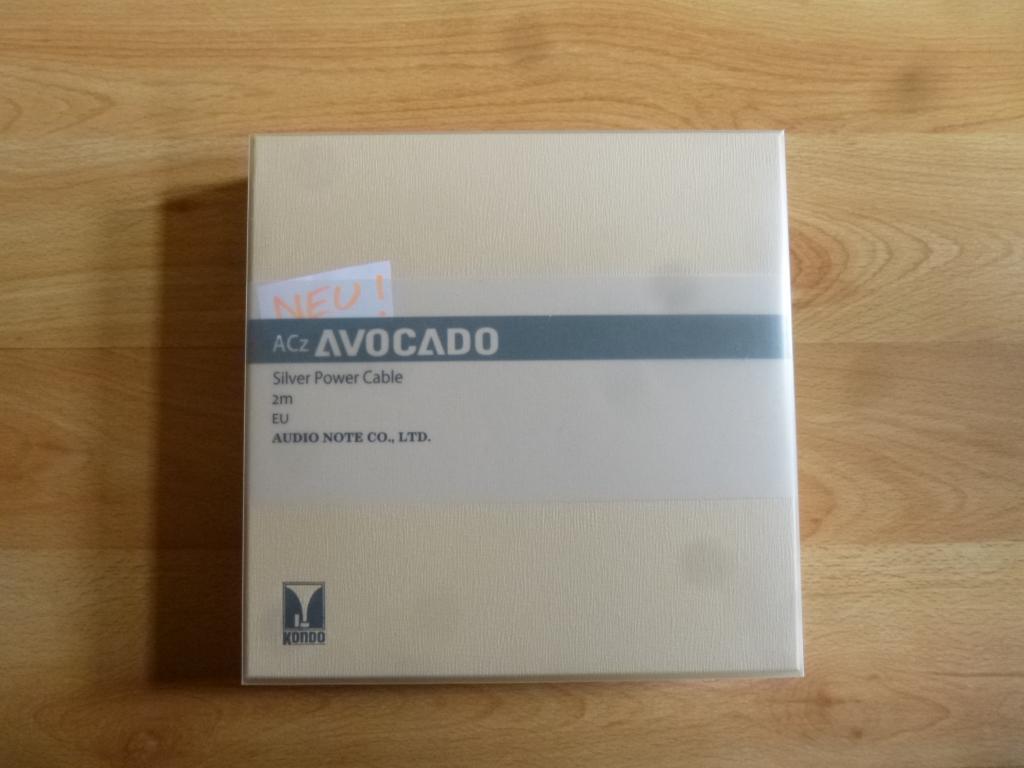 NEU!
ACz AVOCADO
Silver Power Cable
2m
EU
AUDIO NOTE CO., LTD.
KONDO